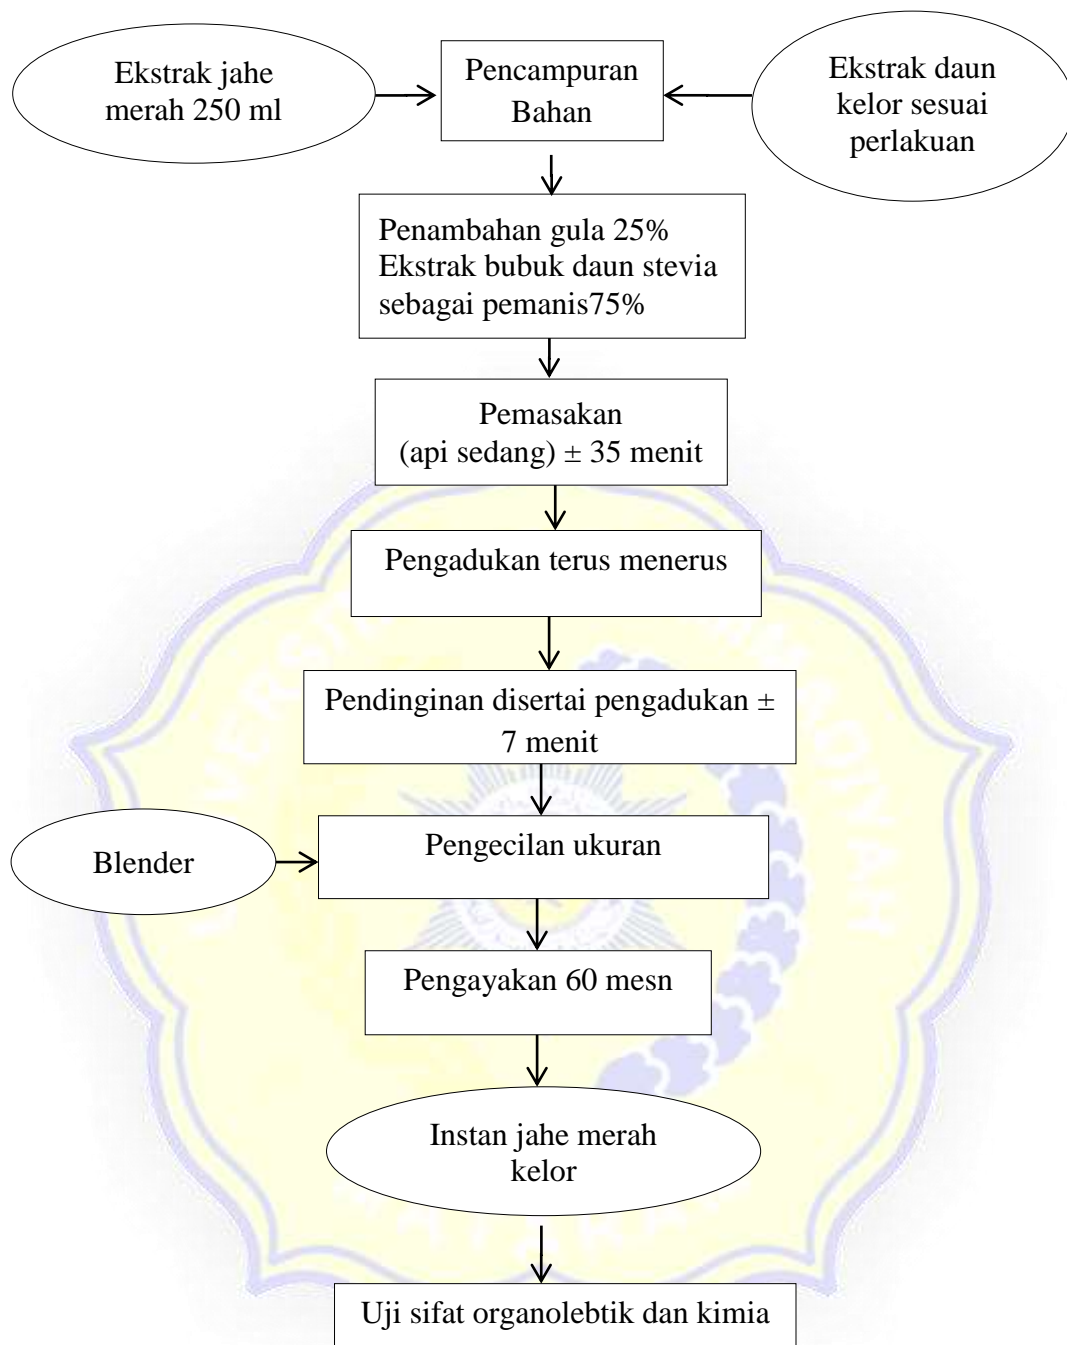 Ekstrak jahe
merah 250 ml
Pencampuran
Bahan
Ekstrak daun
kelor sesuai
perlakuan
Penambahan gula 25%
Ekstrak bubuk daun stevia
sebagai pemanis75%
Pemasakan
(api sedang) ± 35 menit
Pengadukan terus menerus
Pendinginan disertai pengadukan ±
7 menit
Blender
Pengecilan ukuran
Pengayakan 60 mesn
Instan jahe merah
kelor
Uji sifat organolebtik dan kimia